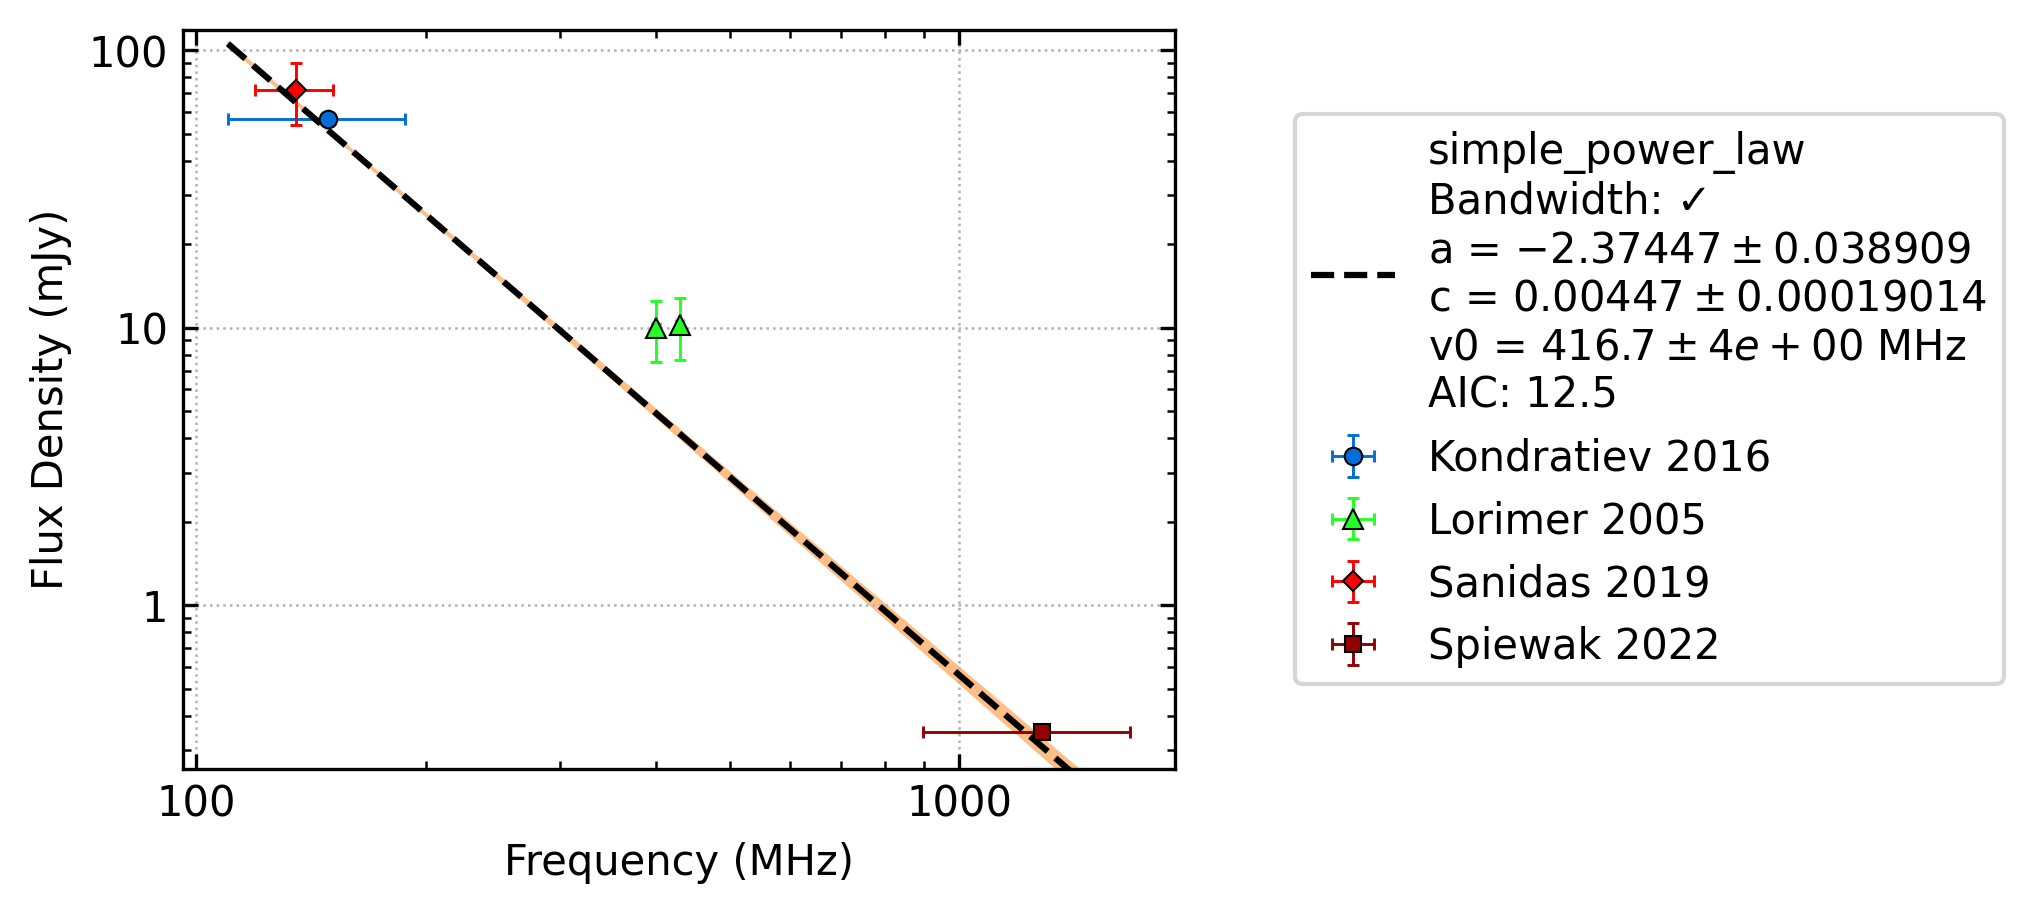 100
10
1
100
1000
Flux Density (mJy)
Frequency (MHz)
simple_power_law
Bandwidth: ✓
a = −2.37447 ± 0.038909
c = 0.00447 ± 0.00019014
v0 = 416.7 ± 4e + 00 MHz
AIC: 12.5
Kondratiev 2016
Lorimer 2005
Sanidas 2019
Spiewak 2022